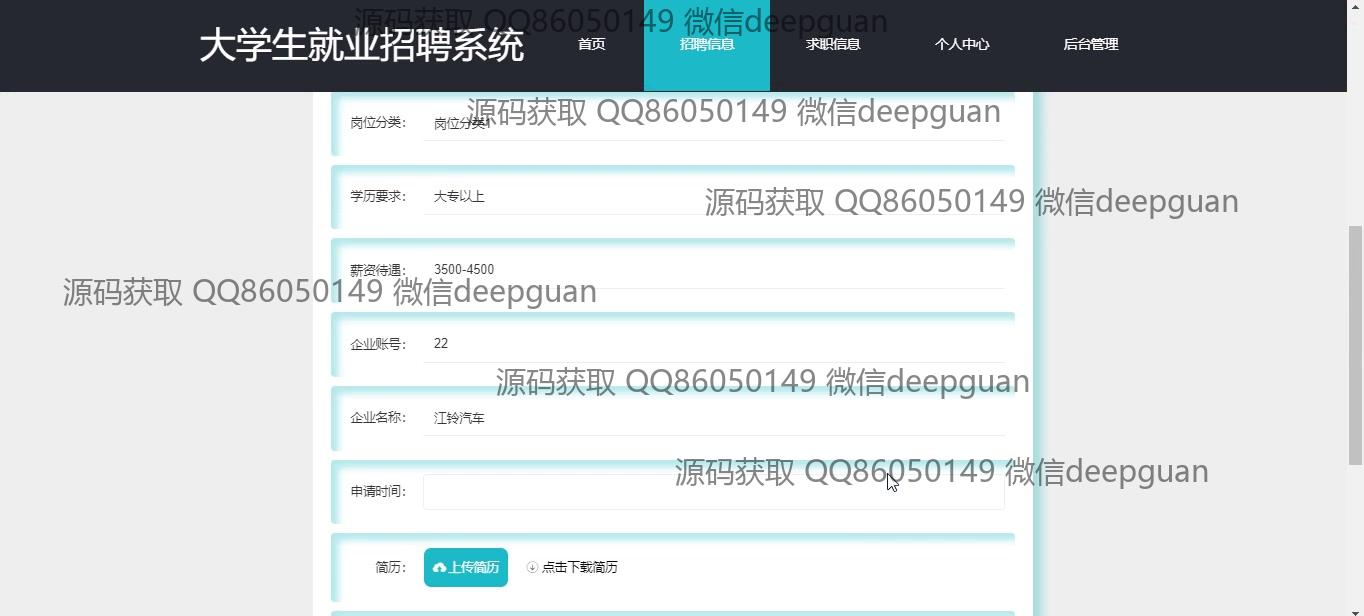 源码获取 QQ86050149 微信deepguan
大学生就业招聘系统 首页 招聘信息 求职信息 个人中心 后台管理
源码获取 QQ86050149 微信deepguan
岗位分类： 岗位分类1
学历要求： 大专以上
源码获取 QQ86050149 微信deepguan
薪资待遇： 3500-4500
源码获取 QQ86050149 微信deepguan
企业账号： 22
源码获取 QQ86050149 微信deepguan
企业名称： 江铃汽车
源码获取 QQ86050149 微信deepguan
申请时间：
简历： 上传简历 点击下载简历